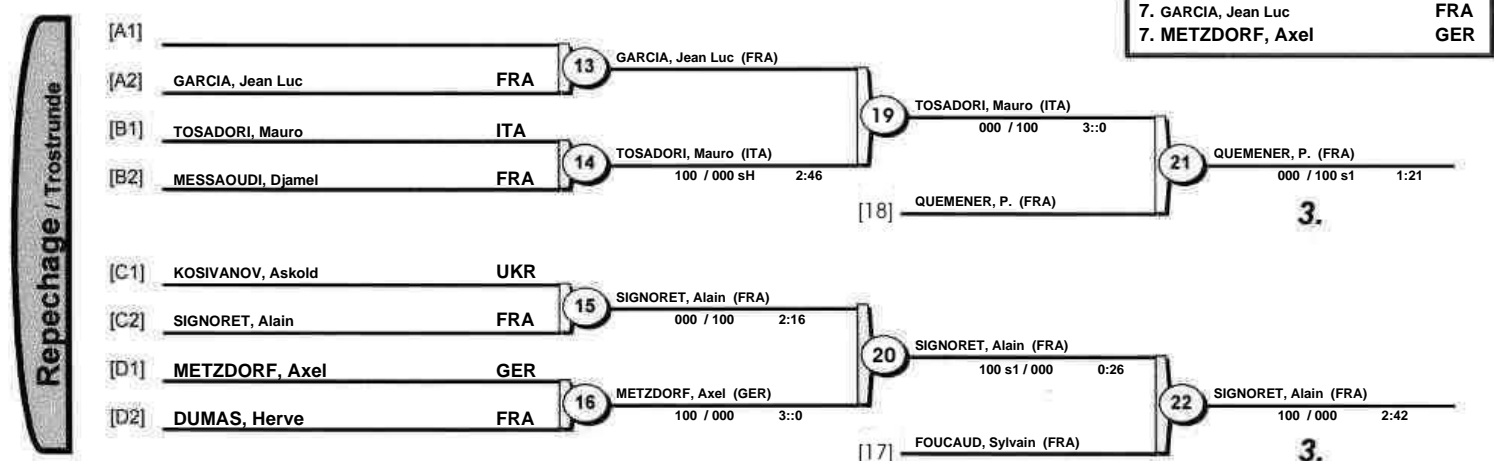 7. GARCIA, Jean Luc FRA
7. METZDORF, Axel GER
Repechage / Trostrunde
[A1]
[A2] GARCIA, Jean Luc FRA
13
GARCIA, Jean Luc (FRA)
[B1] TOSADORI, Mauro ITA
[B2] MESSAOUDI, Djamel FRA
14
TOSADORI, Mauro (ITA)
100 / 000 sH 2:46
19
TOSADORI, Mauro (ITA)
000 / 100 3::0
[18] QUEMENER, P. (FRA)
21
QUEMENER, P. (FRA)
000 / 100 s1 1:21
3.
[C1] KOSIVANOV, Askold UKR
[C2] SIGNORET, Alain FRA
15
SIGNORET, Alain (FRA)
000 / 100 2:16
[D1] METZDORF, Axel GER
[D2] DUMAS, Herve FRA
16
METZDORF, Axel (GER)
100 / 000 3::0
20
SIGNORET, Alain (FRA)
100 s1 / 000 0:26
[17] FOUCAUD, Sylvain (FRA)
22
SIGNORET, Alain (FRA)
100 / 000 2:42
3.